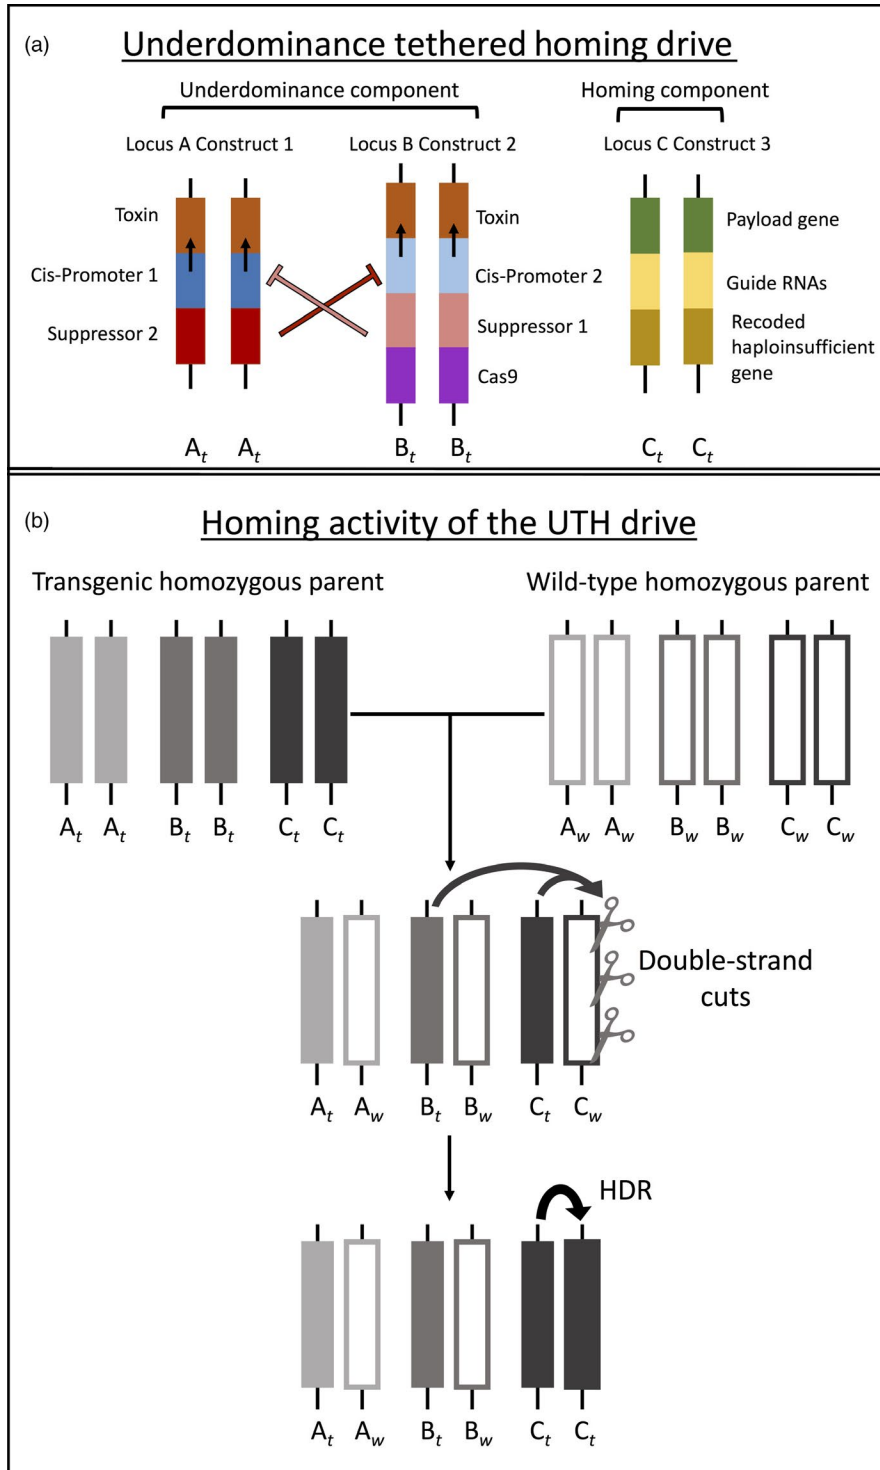 (a)
Underdominance tethered homing drive
Underdominance component
Homing component
Locus A Construct 1
Locus B Construct 2
Locus C Construct 3
Toxin
Cis-Promoter 1
Suppressor 2
Toxin
Cis-Promoter 2
Suppressor 1
Cas9
Payload gene
Guide RNAs
Recoded
haploinsufficient
gene
At At
Bt Bt
Ct Ct
(b)
Homing activity of the UTH drive
Transgenic homozygous parent
Wild-type homozygous parent
At At Bt Bt Ct Ct
Aw Aw Bw Bw Cw Cw
Double-strand
cuts
At Aw Bt Bw Ct Cw
HDR
At Aw Bt Bw Ct Ct